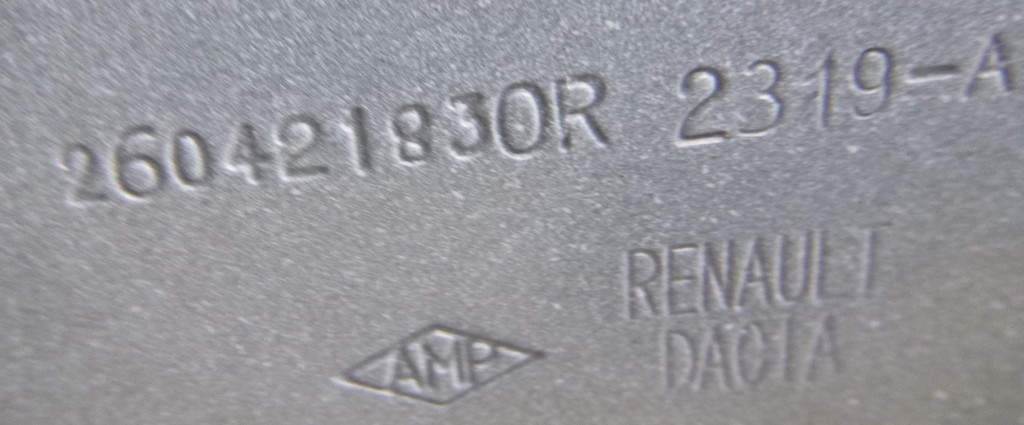 260421830R 2319-A
RENAULT
DACIA
AMP